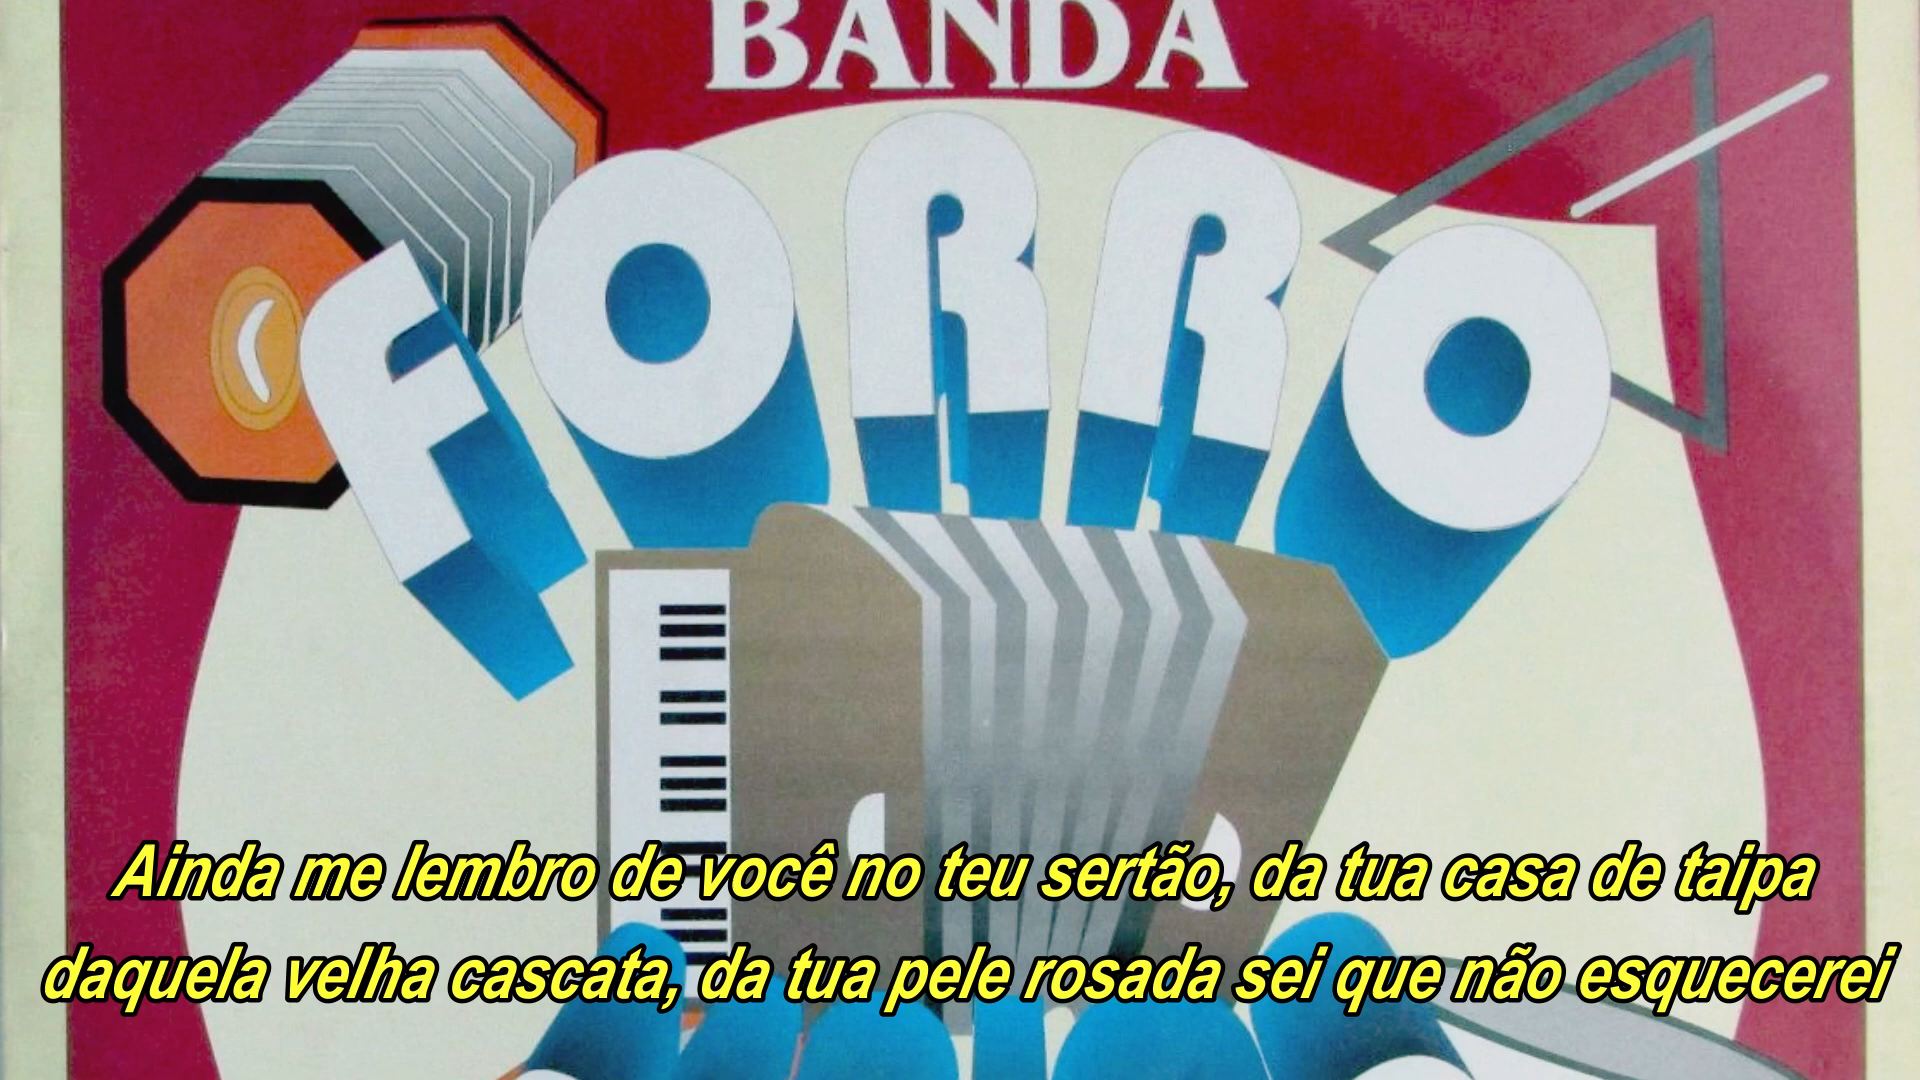 BANDA
FORRO
Ainda me lembro de você no teu sertão, da tua casa de taipa
daquela velha cascata, da tua pele rosada sei que não esquecerei